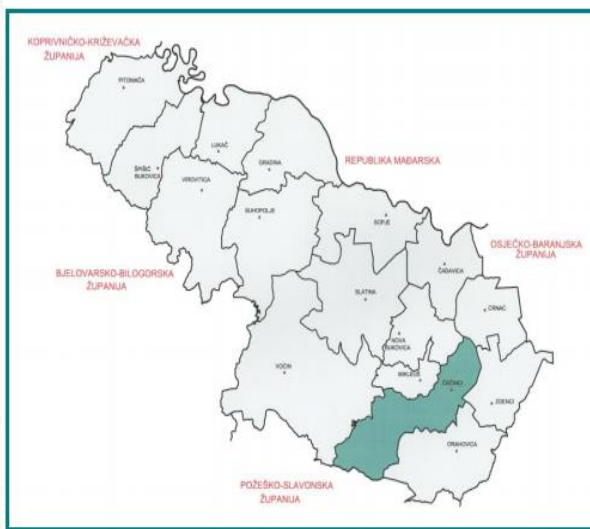 KOPRIVNIČKO-KRIŽEVAČKA
ŽUPANIJA
PITOMAČA
LUKAČ
ŠPIŠIĆ
BUKOVICA
GRADINA
REPUBLIKA MAĐARSKA
VIROVITICA
SUHOPOLJE
SOPJE
OSJEČKO-BARANJSKA
ŽUPANIJA
ČAĐAVICA
BJELOVARSKO-BILOGORSKA
ŽUPANIJA
SLATINA
CRNAC
NOVA
BUKOVICA
VOĆIN
MIKLEUŠ
ČAČINCI
ZDENCI
ORAHOVICA
POŽEŠKO-SLAVONSKA
ŽUPANIJA